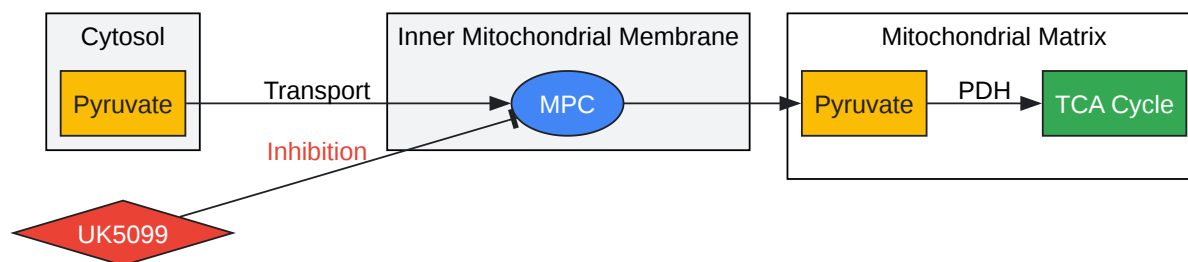 Cytosol
Inner Mitochondrial Membrane
Mitochondrial Matrix
Pyruvate
Transport
MPC
Pyruvate
PDH
TCA Cycle
Inhibition
UK5099